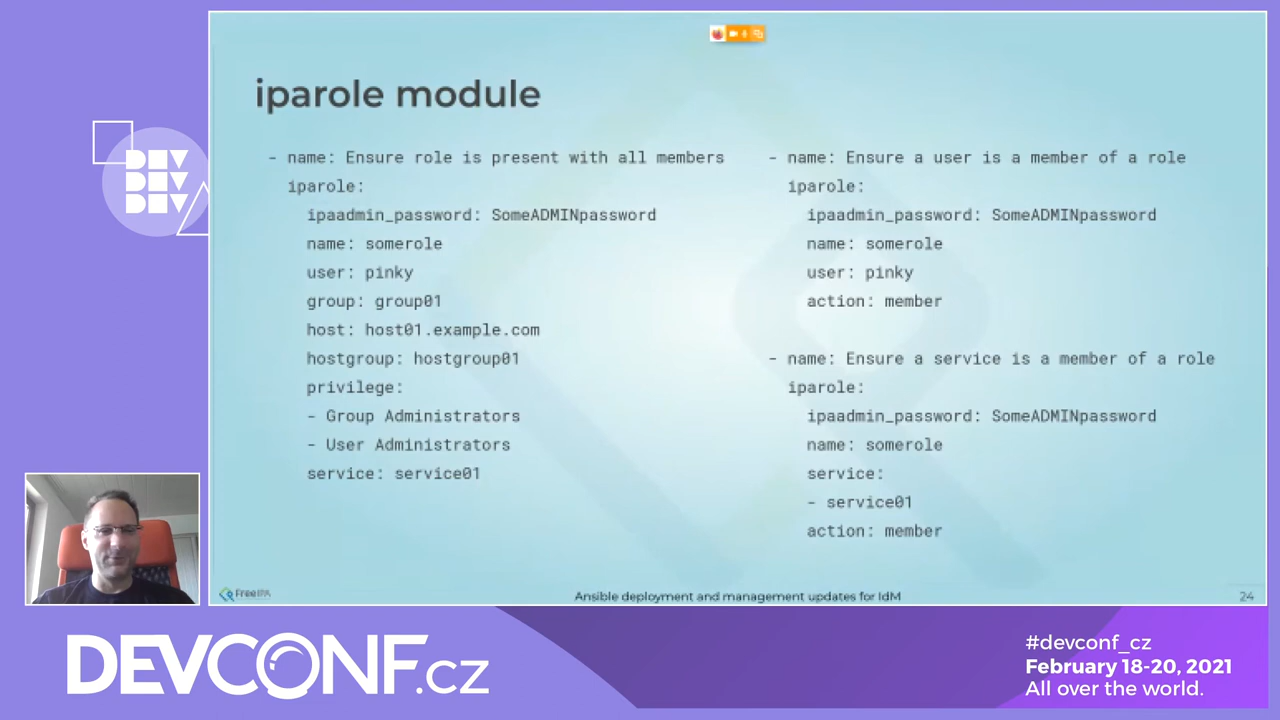 iparole module
- name: Ensure role is present with all members
iparole:
ipaadmin_password: SomeADMINpassword
name: somerole
user: pinky
group: group01
host: host01.example.com
hostgroup: hostgroup01
privilege:
- Group Administrators
- User Administrators
service: service01
- name: Ensure a user is a member of a role
iparole:
ipaadmin_password: SomeADMINpassword
name: somerole
user: pinky
action: member
- name: Ensure a service is a member of a role
iparole:
ipaadmin_password: SomeADMINpassword
name: somerole
service:
- service01
action: member
FreeIPA
Ansible deployment and management updates for IdM
24
DEV
DEV
DEV
DEVCONF.cz
#devconf_cz
February 18-20, 2021
All over the world.